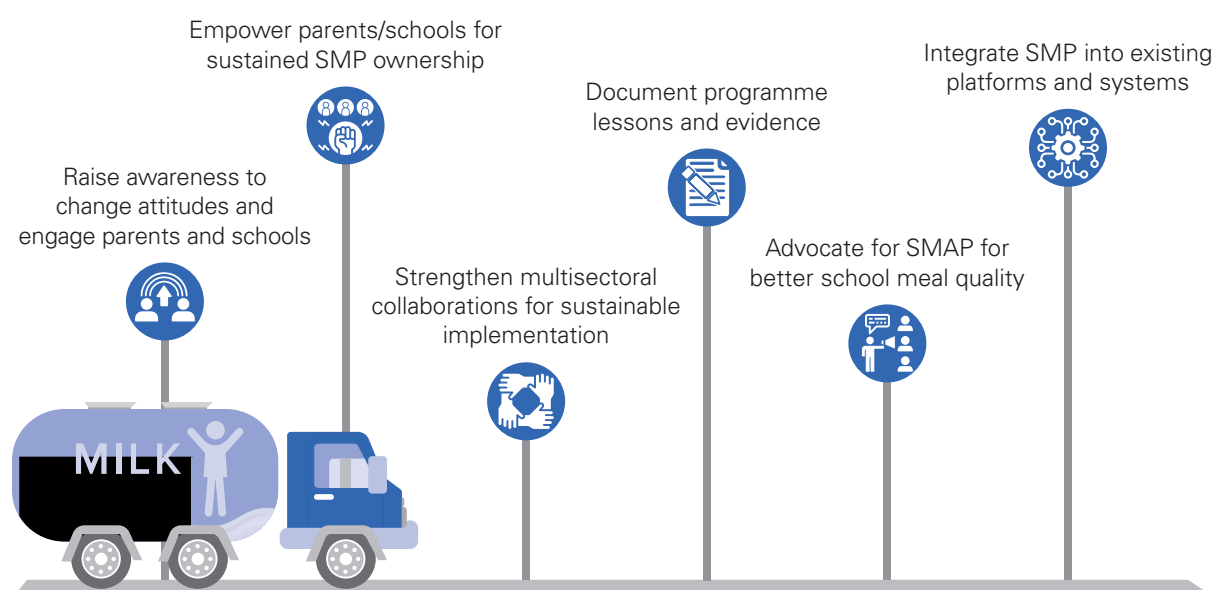 Raise awareness to
change attitudes and
engage parents and schools
Empower parents/schools for
sustained SMP ownership
Strengthen multisectoral
collaborations for sustainable
implementation
Document programme
lessons and evidence
Advocate for SMAP for
better school meal quality
Integrate SMP into existing
platforms and systems
MILK